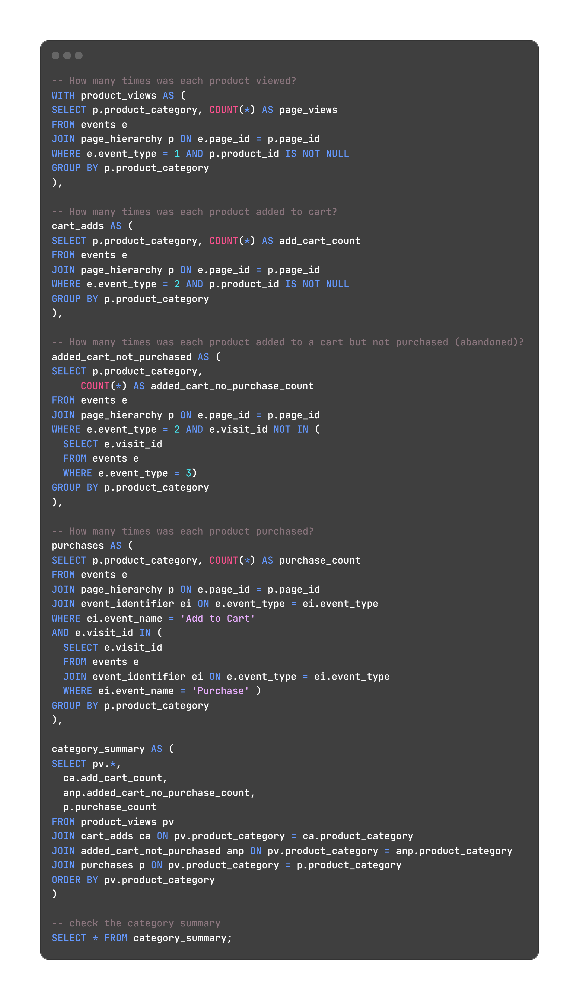 -- How many times was each product viewed?
WITH product_views AS (
SELECT p.product_category, COUNT(*) AS page_views
FROM events e
JOIN page_hierarchy p ON e.page_id = p.page_id
WHERE e.event_type = 1 AND p.product_id IS NOT NULL
GROUP BY p.product_category
),

-- How many times was each product added to cart?
cart_adds AS (
SELECT p.product_category, COUNT(*) AS add_cart_count
FROM events e
JOIN page_hierarchy p ON e.page_id = p.page_id
WHERE e.event_type = 2 AND p.product_id IS NOT NULL
GROUP BY p.product_category
),

-- How many times was each product added to a cart but not purchased (abandoned)?
added_cart_not_purchased AS (
SELECT p.product_category,
     COUNT(*) AS added_cart_no_purchase_count
FROM events e
JOIN page_hierarchy p ON e.page_id = p.page_id
WHERE e.event_type = 2 AND e.visit_id NOT IN (
  SELECT e.visit_id
  FROM events e
  WHERE e.event_type = 3)
GROUP BY p.product_category
),

-- How many times was each product purchased?
purchases AS (
SELECT p.product_category, COUNT(*) AS purchase_count
FROM events e
JOIN page_hierarchy p ON e.page_id = p.page_id
JOIN event_identifier ei ON e.event_type = ei.event_type
WHERE ei.event_name = 'Add to Cart'
AND e.visit_id IN (
  SELECT e.visit_id
  FROM events e
  JOIN event_identifier ei ON e.event_type = ei.event_type
  WHERE ei.event_name = 'Purchase' )
GROUP BY p.product_category
),

category_summary AS (
SELECT pv.*,
  ca.add_cart_count,
  anp.added_cart_no_purchase_count,
  p.purchase_count
FROM product_views pv
JOIN cart_adds ca ON pv.product_category = ca.product_category
JOIN added_cart_not_purchased anp ON pv.product_category = anp.product_category
JOIN purchases p ON pv.product_category = p.product_category
ORDER BY pv.product_category
)

-- check the category summary
SELECT * FROM category_summary;